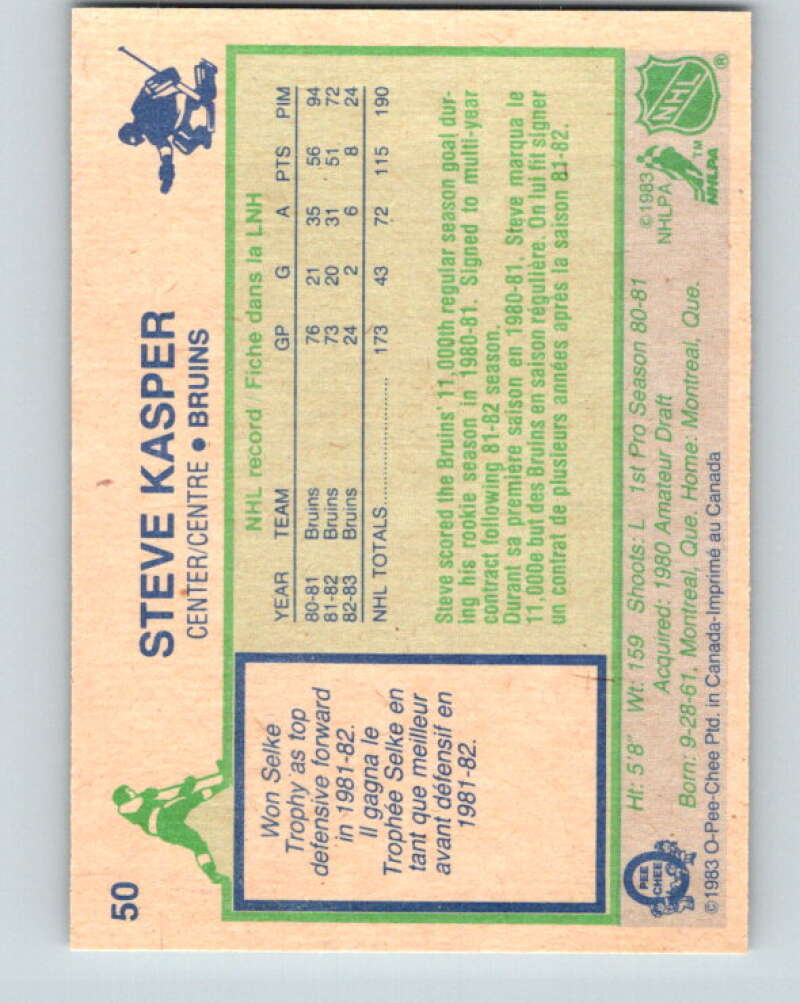 50
STEVE KASPER
CENTER/CENTRE • BRUINS
Won Selke
Trophy as top
defensive forward
in 1981-82.
Il gagna le
Trophée Selke en
tant que meilleur
avant défensif en
1981-82.
NHL record / Fiche dans la LNH
YEAR TEAM GP G A PTS PIM
80-81 Bruins 76 21 35 56 94
81-82 Bruins 73 20 31 51 72
82-83 Bruins 24 2 6 8 24
NHL TOTALS 173 43 72 115 190
Steve scored the Bruins' 11,000th regular season goal dur-
ing his rookie season in 1980-81. Signed to multi-year
contract following 81-82 season.
Durant sa première saison en 1980-81. Steve marqua le
11,000e but des Bruins en saison régulière. On lui fit signer
un contrat de plusieurs années après la saison 81-82.
Ht: 5'8" Wt: 159 Shoots: L 1st Pro Season 80-81
Acquired: 1980 Amateur Draft
Born: 9-28-61, Montreal, Que. Home: Montreal, Que.
©1983 O-Pee-Chee Ptd. in Canada-Imprimé au Canada
PEE
CHEE
©1983
NHLPA
NHLPA TM
NHL ®